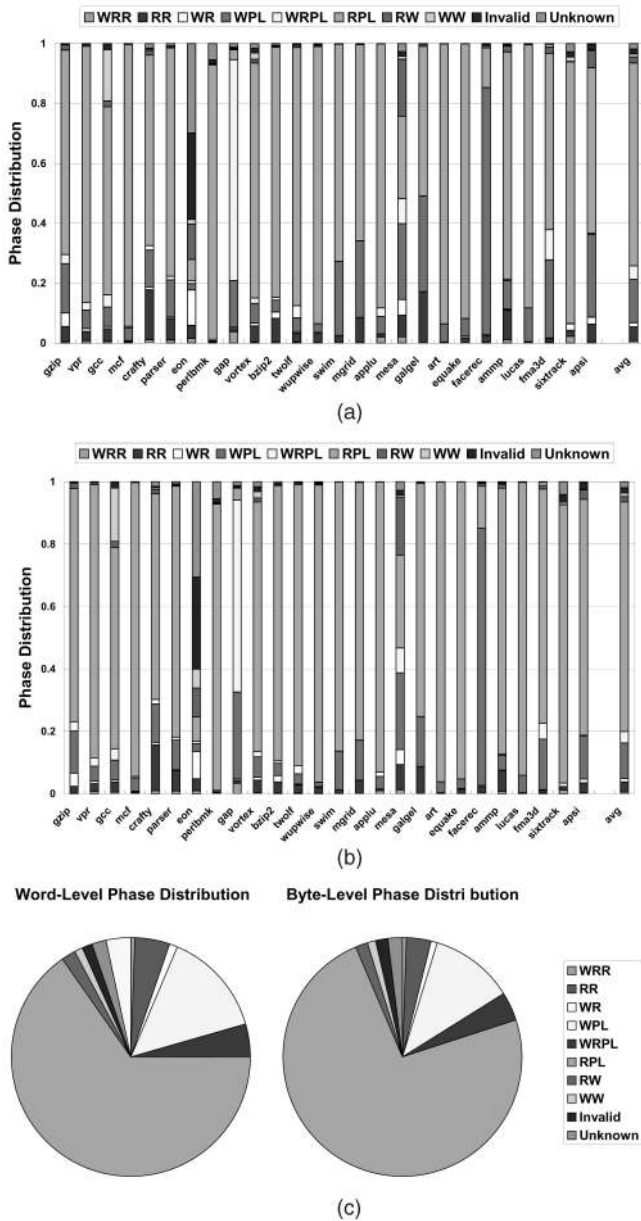 WRR RR WR WPL WRPL RPL RW WW Invalid Unknown
Phase Distribution
1
0.8
0.6
0.4
0.2
0
gzip vpr gcc mcf crafty parser eon perlbmk gap vortex bzip2 twolf wupwise swim mgrid applu mesa galgel art equake facerec ammp lucas fma3d sixtrack apsi avg
(a)
WRR RR WR WPL WRPL RPL RW WW Invalid Unknown
Phase Distribution
1
0.8
0.6
0.4
0.2
0
gzip vpr gcc mcf crafty parser eon perlbmk gap vortex bzip2 twolf wupwise swim mgrid applu mesa galgel art equake facerec ammp lucas fma3d sixtrack apsi avg
(b)
Word-Level Phase Distribution Byte-Level Phase Distri bution
WRR
RR
WR
WPL
WRPL
RPL
RW
WW
Invalid
Unknown
(c)